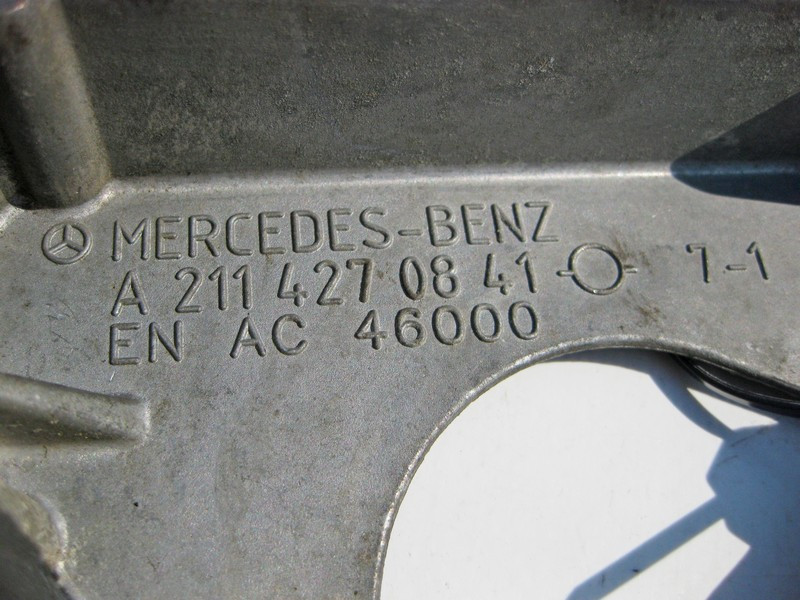 MERCEDES-BENZ
A 211 427 08 41 7-1
EN AC 46000